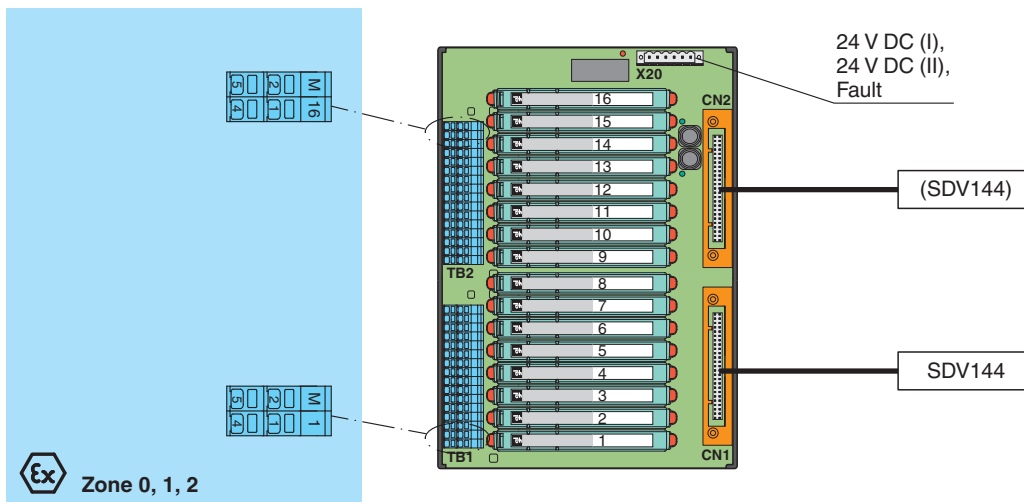 24 V DC (I),
24 V DC (II),
Fault
X20
CN2
5 2 M
4 1 16
16
15
14
13
12
11
10
9
(SDV144)
TB2
8
7
6
5
4
3
2
1
SDV144
5 2 M
4 1 1
TB1
CN1
Ex
Zone 0, 1, 2